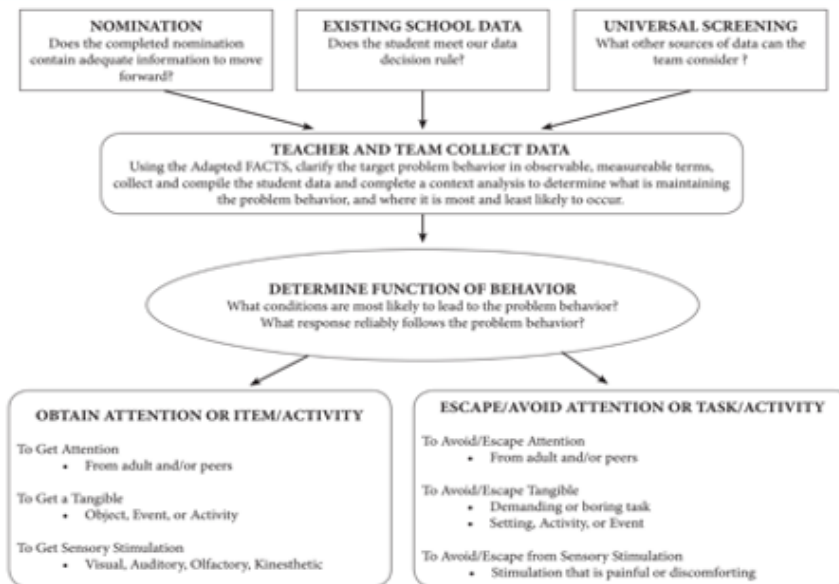 NOMINATION
Does the completed nomination
contain adequate information to move
forward?
EXISTING SCHOOL DATA
Does the student meet our data
decision rule?
UNIVERSAL SCREENING
What other sources of data can the
team consider ?
TEACHER AND TEAM COLLECT DATA
Using the Adapted FACTS, clarify the target problem behavior in observable, measureable terms,
collect and compile the student data and complete a context analysis to determine what is maintaining
the problem behavior, and where it is most and least likely to occur.
DETERMINE FUNCTION OF BEHAVIOR
What conditions are most likely to lead to the problem behavior?
What response reliably follows the problem behavior?
OBTAIN ATTENTION OR ITEM/ACTIVITY
To Get Attention
• From adult and/or peers
To Get a Tangible
• Object, Event, or Activity
To Get Sensory Stimulation
• Visual, Auditory, Olfactory, Kinesthetic
ESCAPE/AVOID ATTENTION OR TASK/ACTIVITY
To Avoid/Escape Attention
• From adult and/or peers
To Avoid/Escape Tangible
• Demanding or boring task
• Setting, Activity, or Event
To Avoid/Escape from Sensory Stimulation
• Stimulation that is painful or discomforting